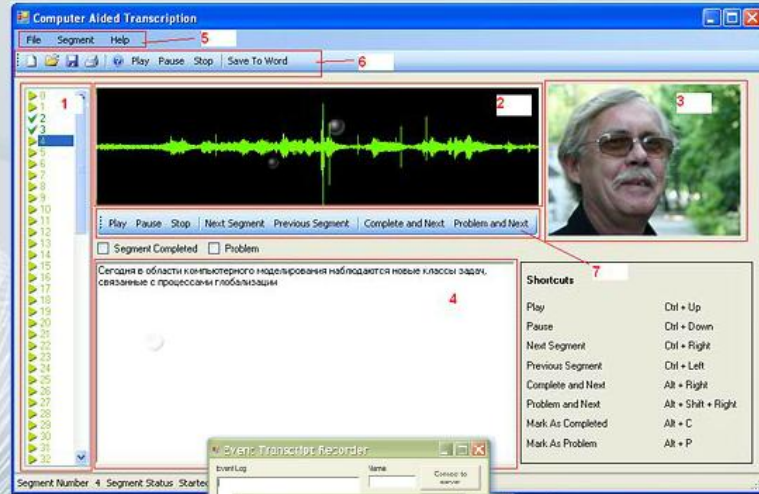 Computer Aided Transcription
File Segment Help
5
Play Pause Stop Save To Word
6
1
0
1
2
3
4
5
6
7
8
9
10
11
12
13
14
15
16
17
18
19
20
21
22
23
24
25
26
27
28
29
30
31
32
2
3
Play Pause Stop Next Segment Previous Segment Complete and Next Problem and Next
7
Segment Completed Problem
Сегодня в области компьютерного моделирования наблюдаются новые классы задач,
связанные с процессами глобализации
4
Shortcuts
Play Ctrl + Up
Pause Ctrl + Down
Next Segment Ctrl + Right
Previous Segment Ctrl + Left
Complete and Next Alt + Right
Problem and Next Alt + Shift + Right
Mark As Completed Alt + C
Mark As Problem Alt + P
Event Transcript Recorder
Event Log Name
Connect to
server
Segment Number 4 Segment Status Started